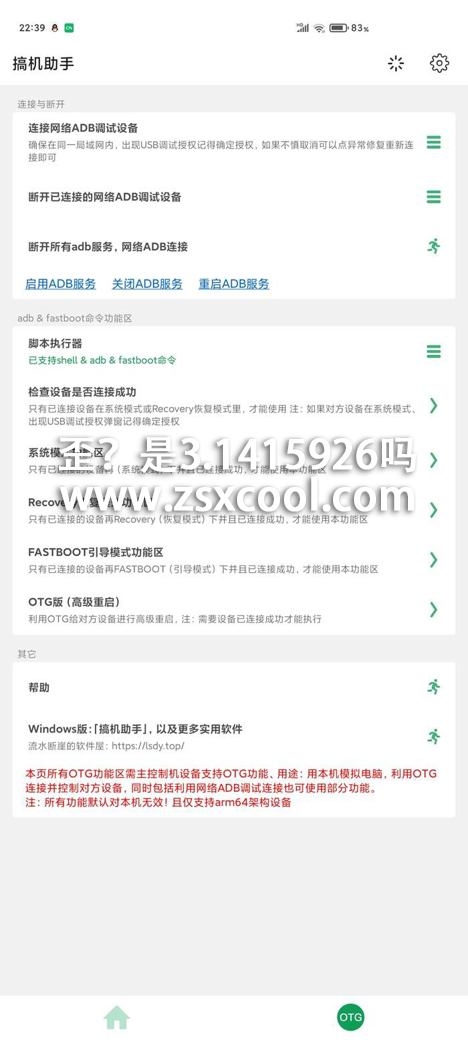 22:39
83%
搞机助手
连接与断开
连接网络ADB调试设备
确保在同一局域网内，出现USB调试授权记得确定授权，如果不慎取消可以点异常修复重新连
接即可
断开已连接的网络ADB调试设备
断开所有adb服务，网络ADB连接
启用ADB服务 关闭ADB服务 重启ADB服务
adb & fastboot命令功能区
脚本执行器
已支持shell & adb & fastboot命令
检查设备是否连接成功
只有已连接设备在系统模式或Recovery恢复模式里，才能使用 注：如果对方设备在系统模式、
出现USB调试授权弹窗记得确定授权
系统模
区
歪？是3.1415926吗
只有已连接的设备再（系统模式）下并且已连接成功，才能使用本功能区
www.zsxcool.com
只有已连接的设备再Recovery（恢复模式）下并且已连接成功，才能使用本功能区
FASTBOOT引导模式功能区
只有已连接的设备再FASTBOOT（引导模式）下并且已连接成功，才能使用本功能区
OTG版（高级重启）
利用OTG给对方设备进行高级重启，注：需要设备已连接成功才能执行
其它
帮助
Windows版:「搞机助手」，以及更多实用软件
流水断崖的软件屋：https://lsdy.top/
本页所有OTG功能区需主控制机设备支持OTG功能、用途：用本机模拟电脑，利用OTG
连接并控制对方设备，同时包括利用网络ADB调试连接也可使用部分功能。
注：所有功能默认对本机无效！且仅支持arm64架构设备
OTG